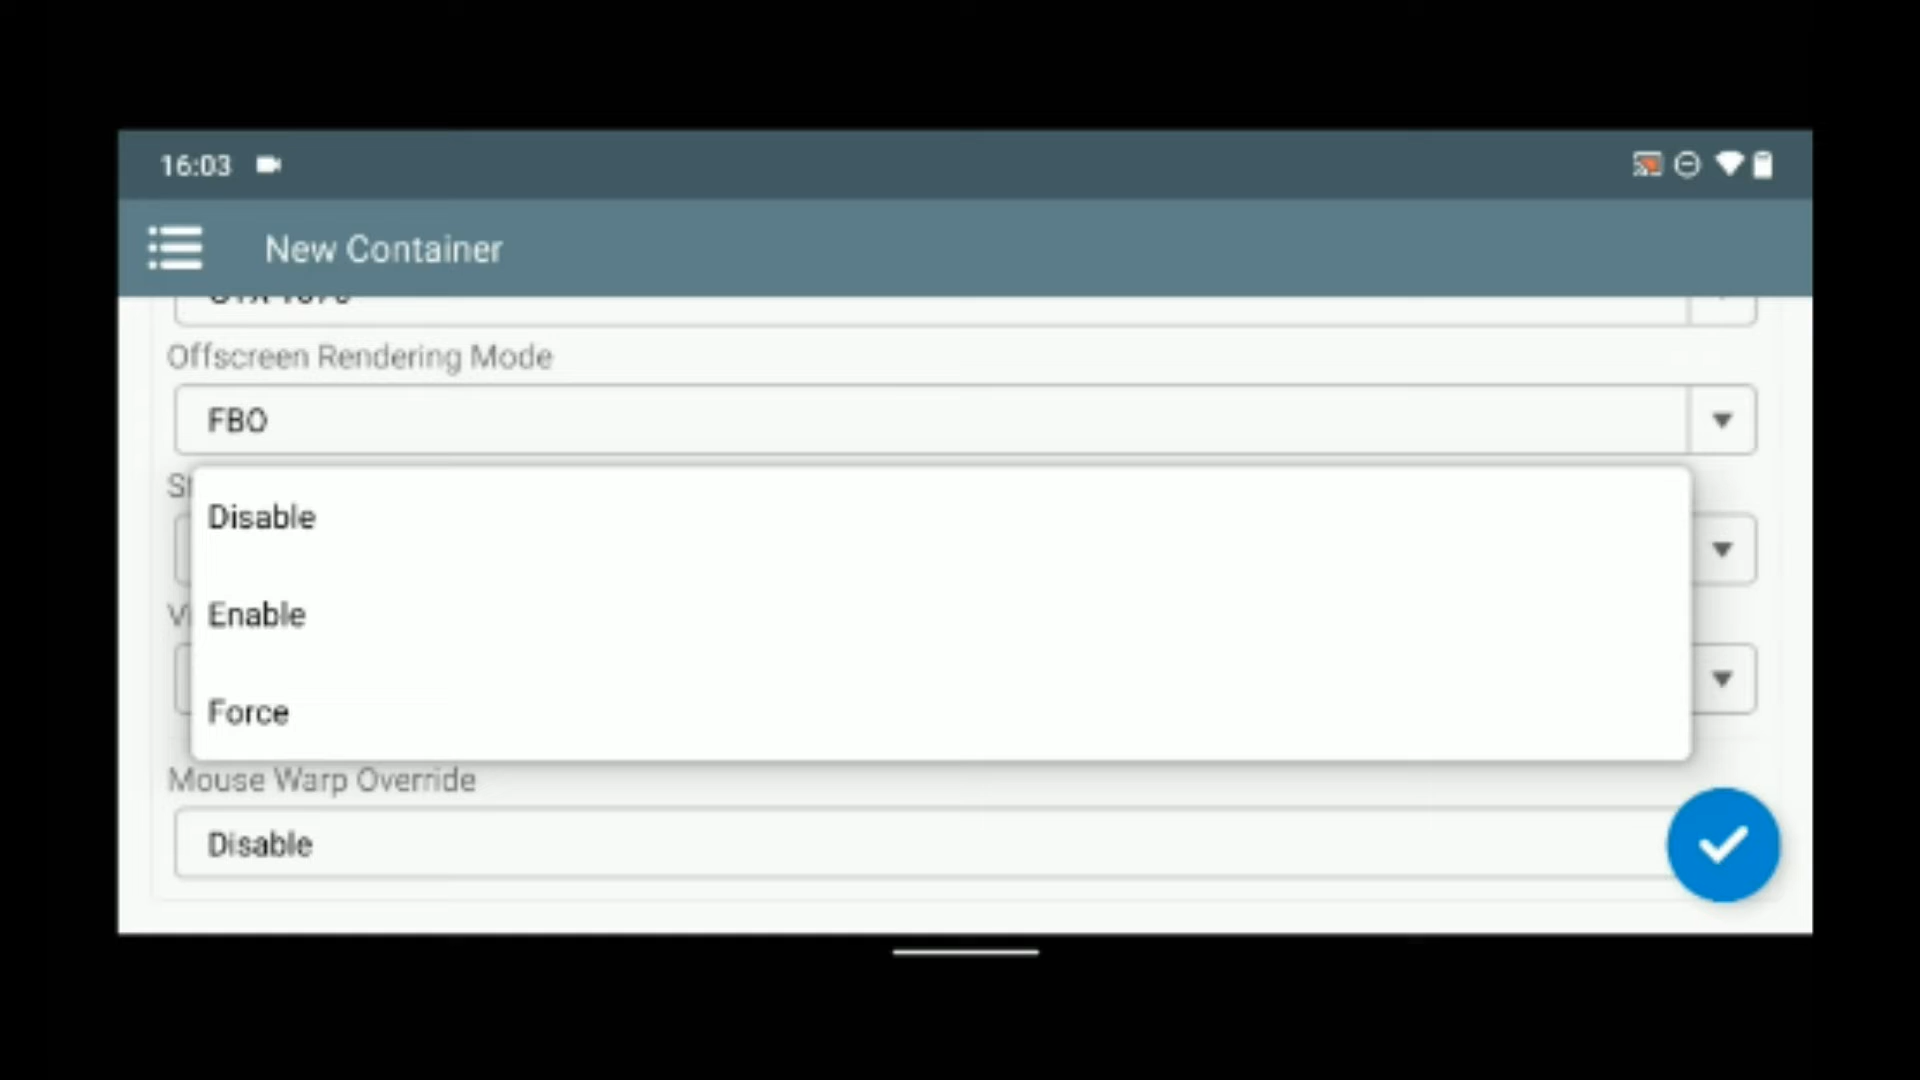 16:03
New Container
Offscreen Rendering Mode
FBO
Disable
Enable
Force
Mouse Warp Override
Disable